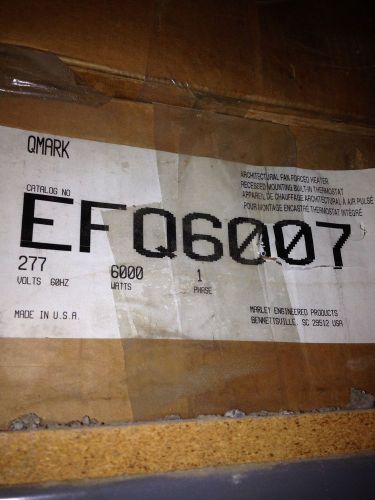 QMARK
ARCHITECTURAL FAN FORCED HEATER
RECESSED MOUNTING BUILT-IN THERMOSTAT
APPAREIL DE CHAUFFAGE ARCHITECTURAL À AIR PULSÉ
POUR MONTAGE ENCASTRÉ THERMOSTAT INTÉGRÉ
CATALOG NO
EFQ6007
277 6000 1
VOLTS 60HZ WATTS PHASE
MADE IN U.S.A.
MARLEY ENGINEERED PRODUCTS
BENNETTSVILLE, SC 29512 USA